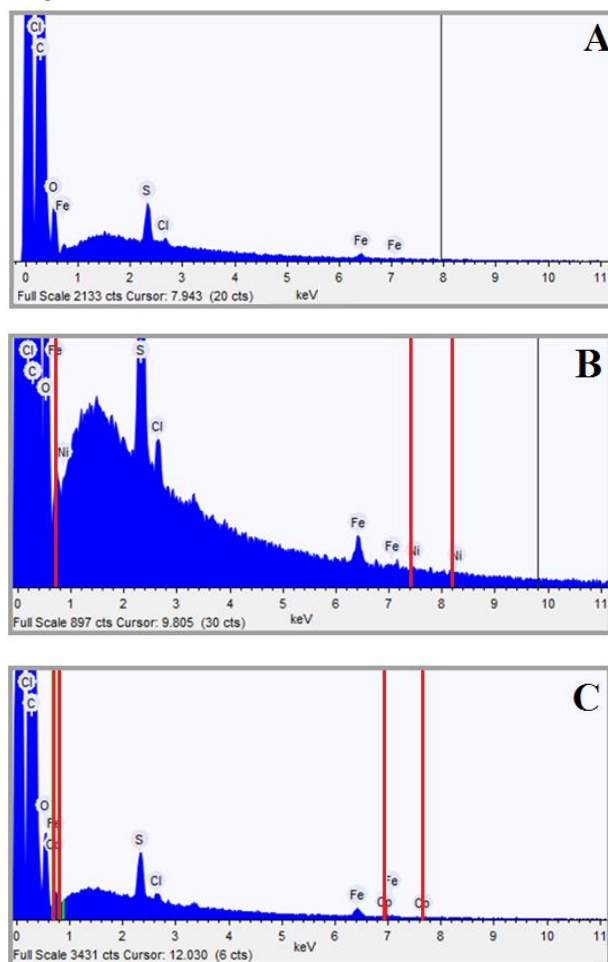 A
Cl
C
O
Fe
S
Cl
Fe
Fe
0 1 2 3 4 5 6 7 8 9 10 11
Full Scale 2133 cts Cursor: 7.943 (20 cts) keV
B
Cl
Fe
C
O
Ni
S
Cl
Fe
Fe
Ni
Ni
0 1 2 3 4 5 6 7 8 9 10 11
Full Scale 897 cts Cursor: 9.805 (30 cts) keV
C
Cl
C
O
Fe
Co
S
Cl
Fe
Fe
Co
Co
0 1 2 3 4 5 6 7 8 9 10 11
Full Scale 3431 cts Cursor: 12.030 (6 cts) keV